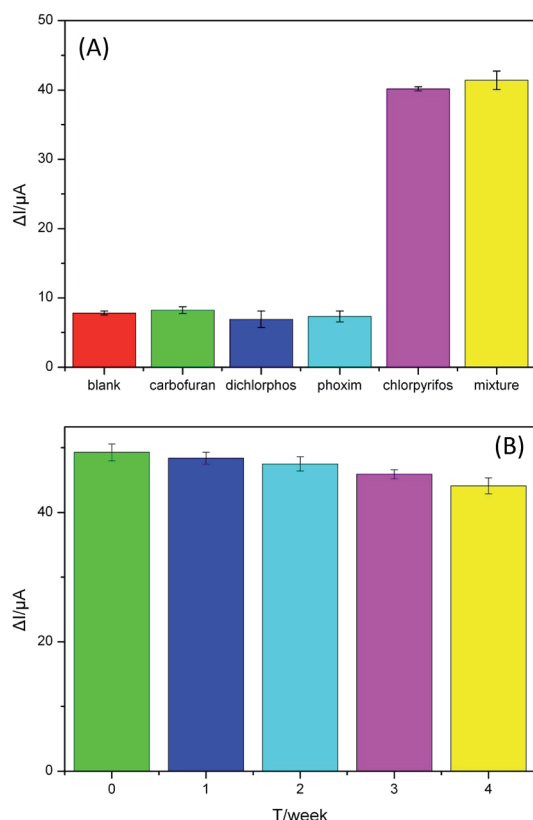 (A)
50
40
30
20
10
0
ΔI/μA
blank carbofuran dichlorphos phoxim chlorpyrifos mixture
(B)
40
20
0
ΔI/μA
0 1 2 3 4
T/week